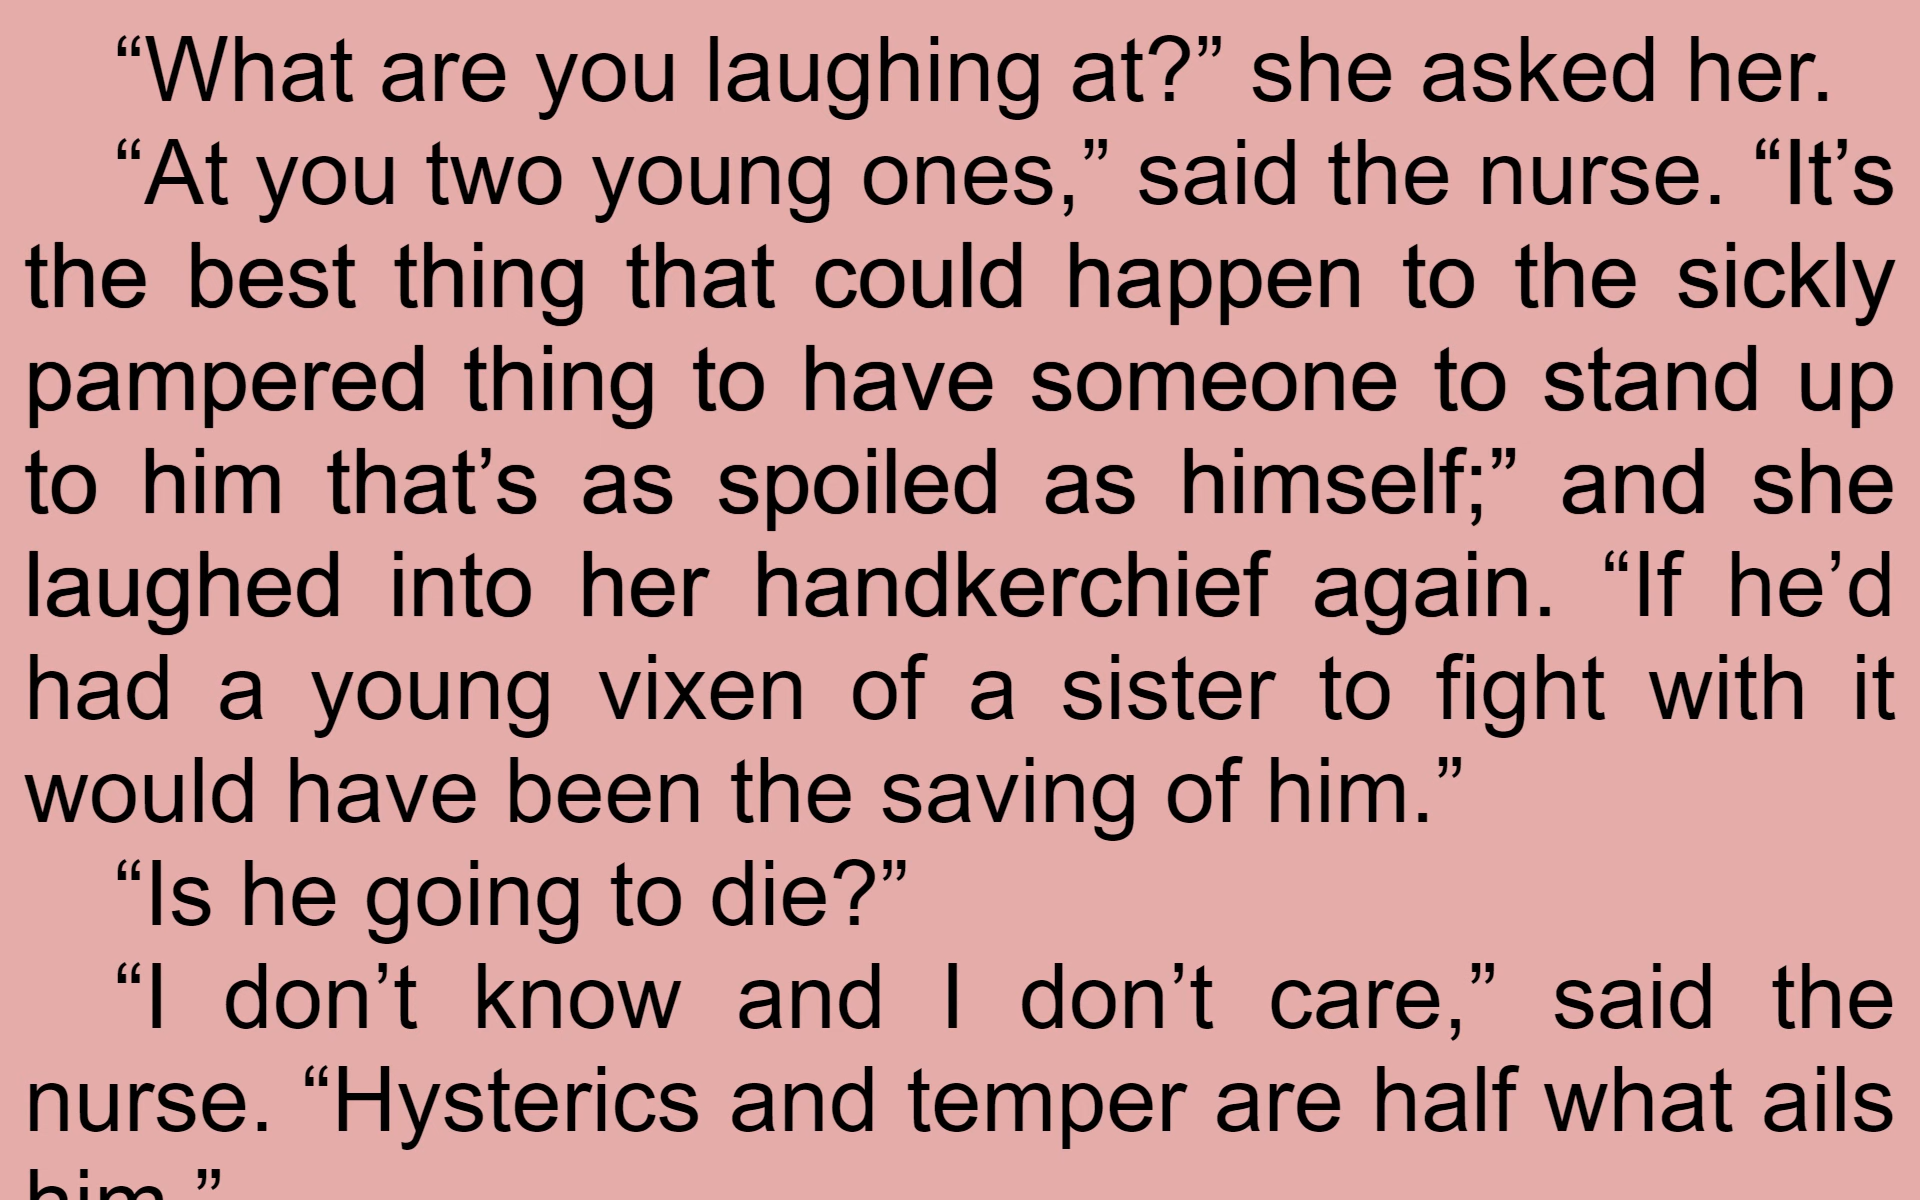 “What are you laughing at?” she asked her.
“At you two young ones,” said the nurse. “It’s
the best thing that could happen to the sickly
pampered thing to have someone to stand up
to him that’s as spoiled as himself;” and she
laughed into her handkerchief again. “If he’d
had a young vixen of a sister to fight with it
would have been the saving of him.”
“Is he going to die?”
“I don’t know and I don’t care,” said the
nurse. “Hysterics and temper are half what ails
him.”